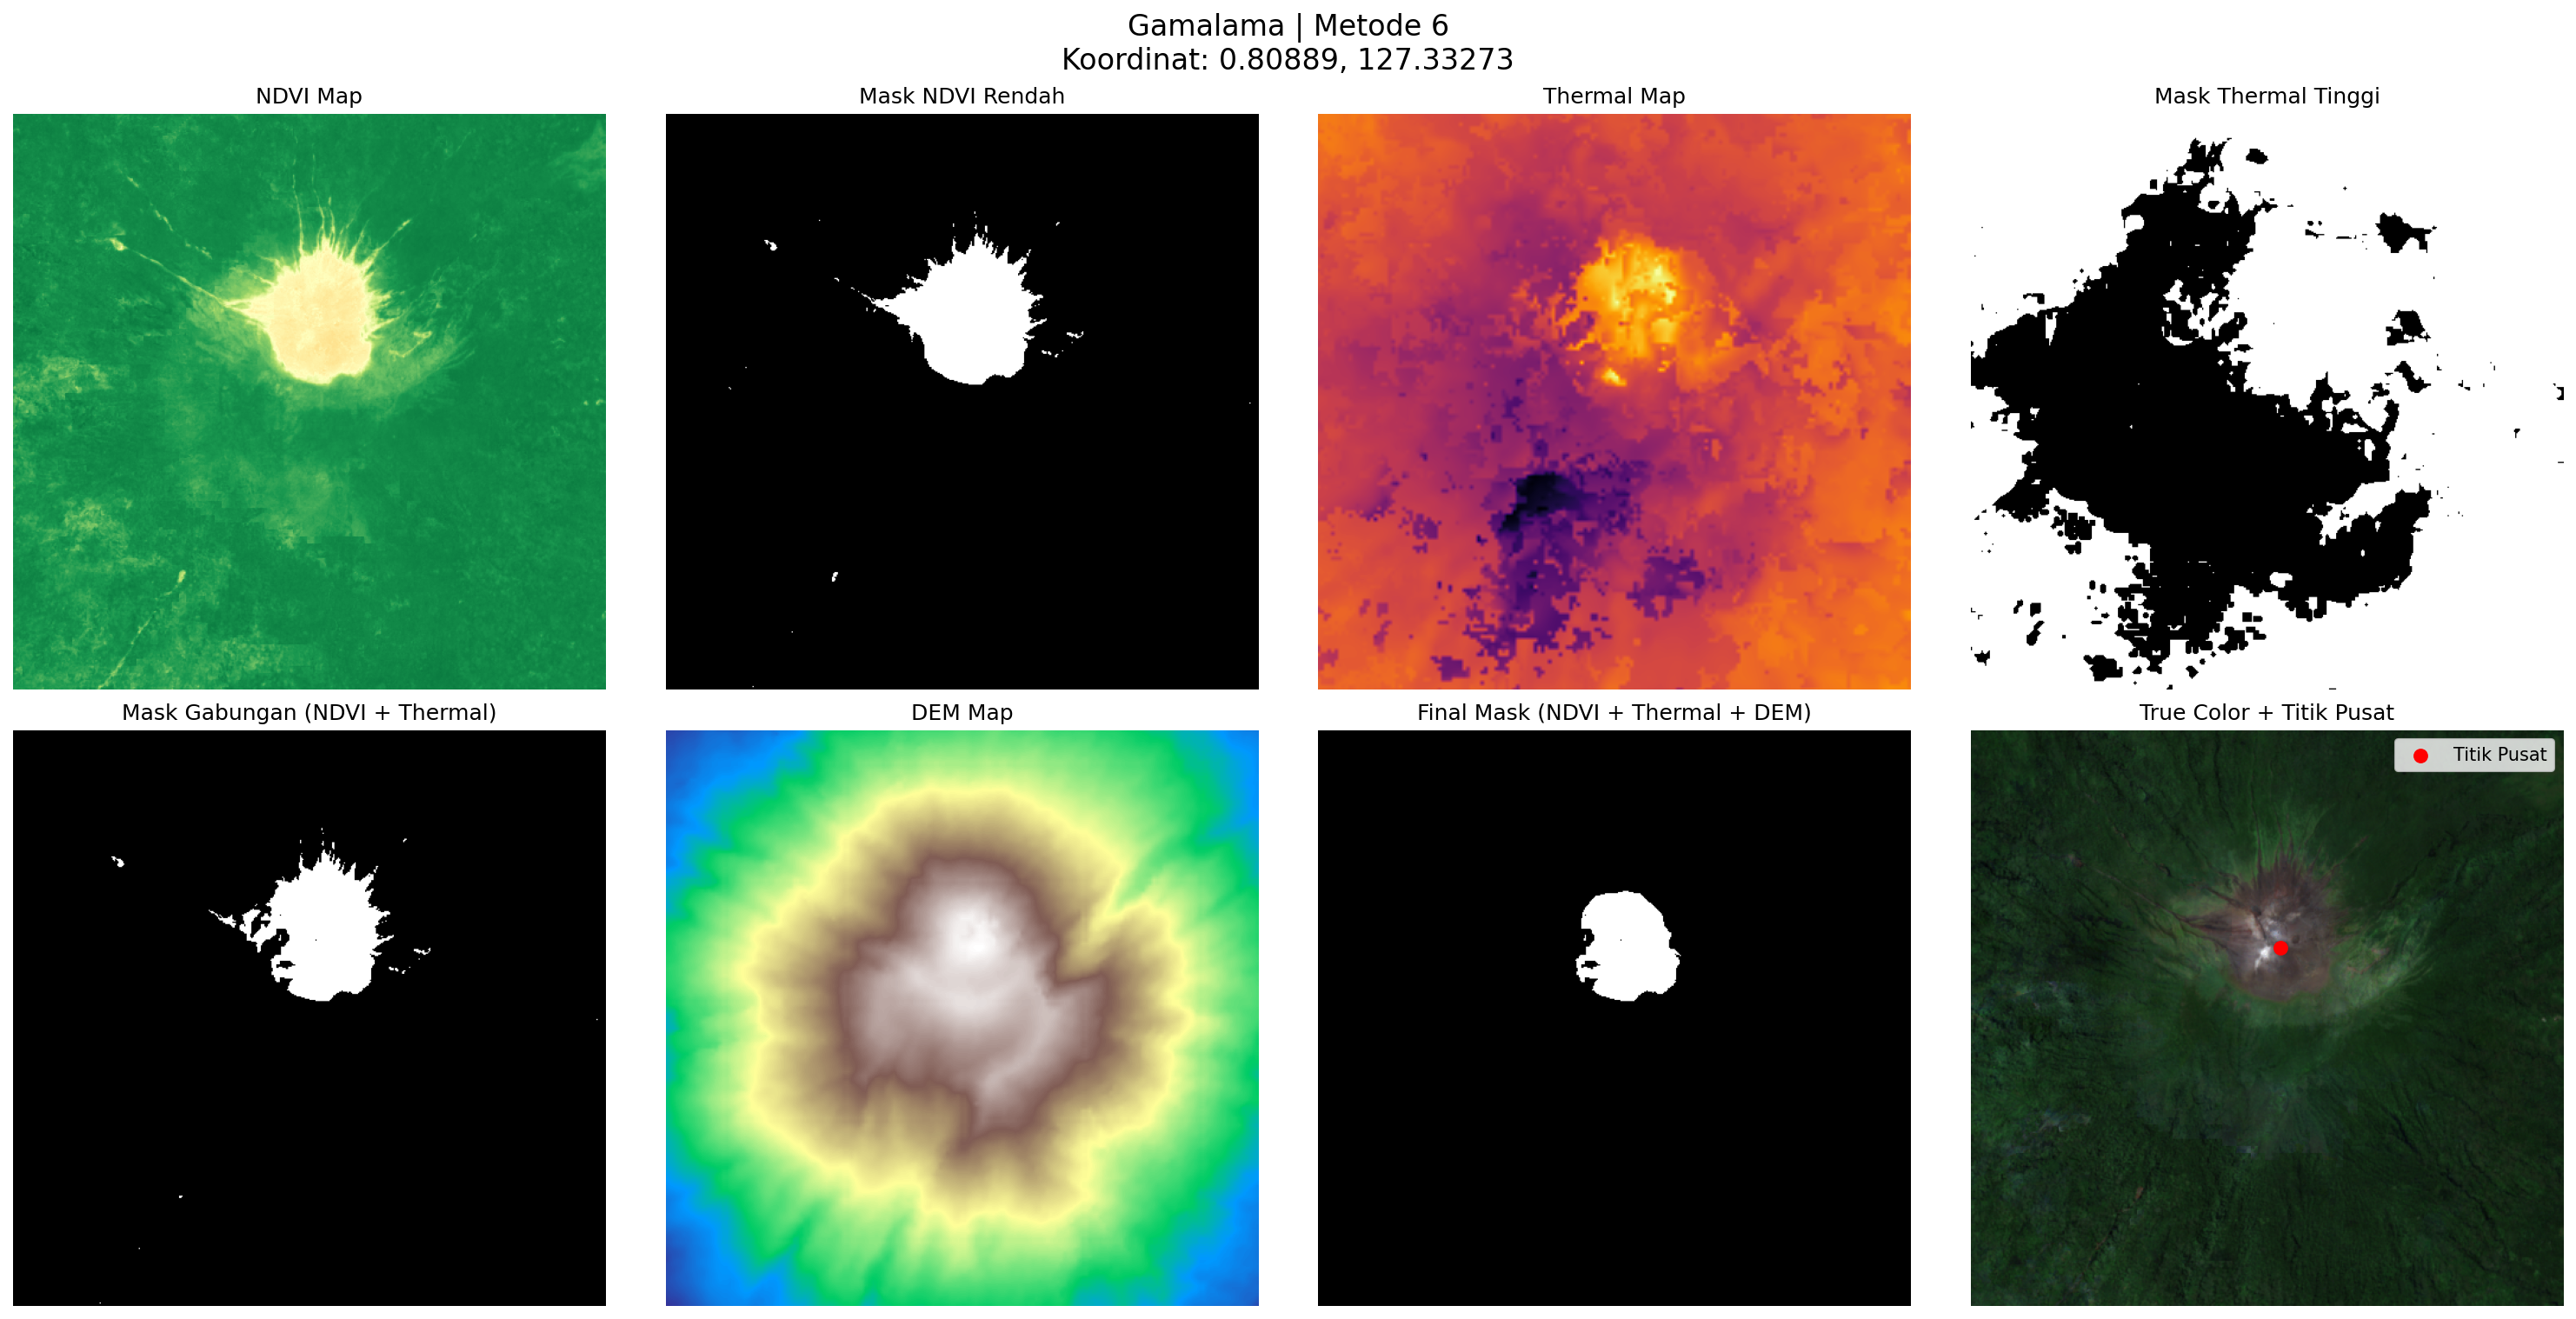 Gamalama | Metode 6
Koordinat: 0.80889, 127.33273
NDVI Map
Mask NDVI Rendah
Thermal Map
Mask Thermal Tinggi
Mask Gabungan (NDVI + Thermal)
DEM Map
Final Mask (NDVI + Thermal + DEM)
True Color + Titik Pusat
Titik Pusat